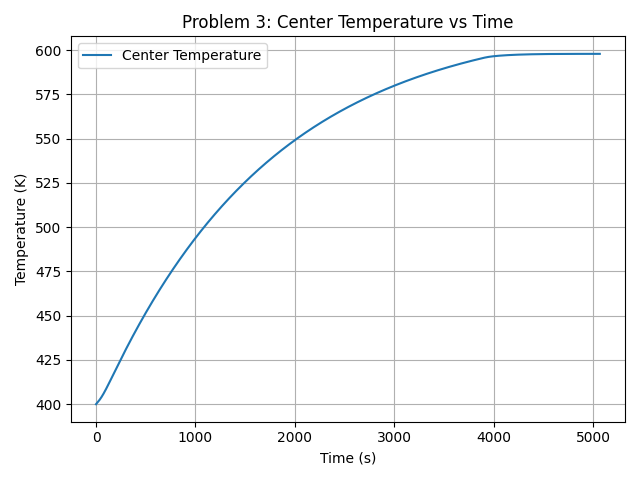 Problem 3: Center Temperature vs Time
Center Temperature
Temperature (K)
600
575
550
525
500
475
450
425
400
0 1000 2000 3000 4000 5000
Time (s)